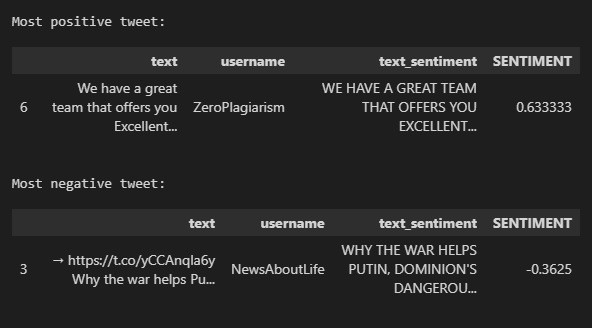 Most positive tweet:
text username text_sentiment SENTIMENT
6 We have a great team that offers you Excellent... ZeroPlagiarism WE HAVE A GREAT TEAM THAT OFFERS YOU EXCELLENT... 0.633333
Most negative tweet:
text username text_sentiment SENTIMENT
3 → https://t.co/yCCAnqla6y Why the war helps Pu... NewsAboutLife WHY THE WAR HELPS PUTIN, DOMINION'S DANGEROU... -0.3625